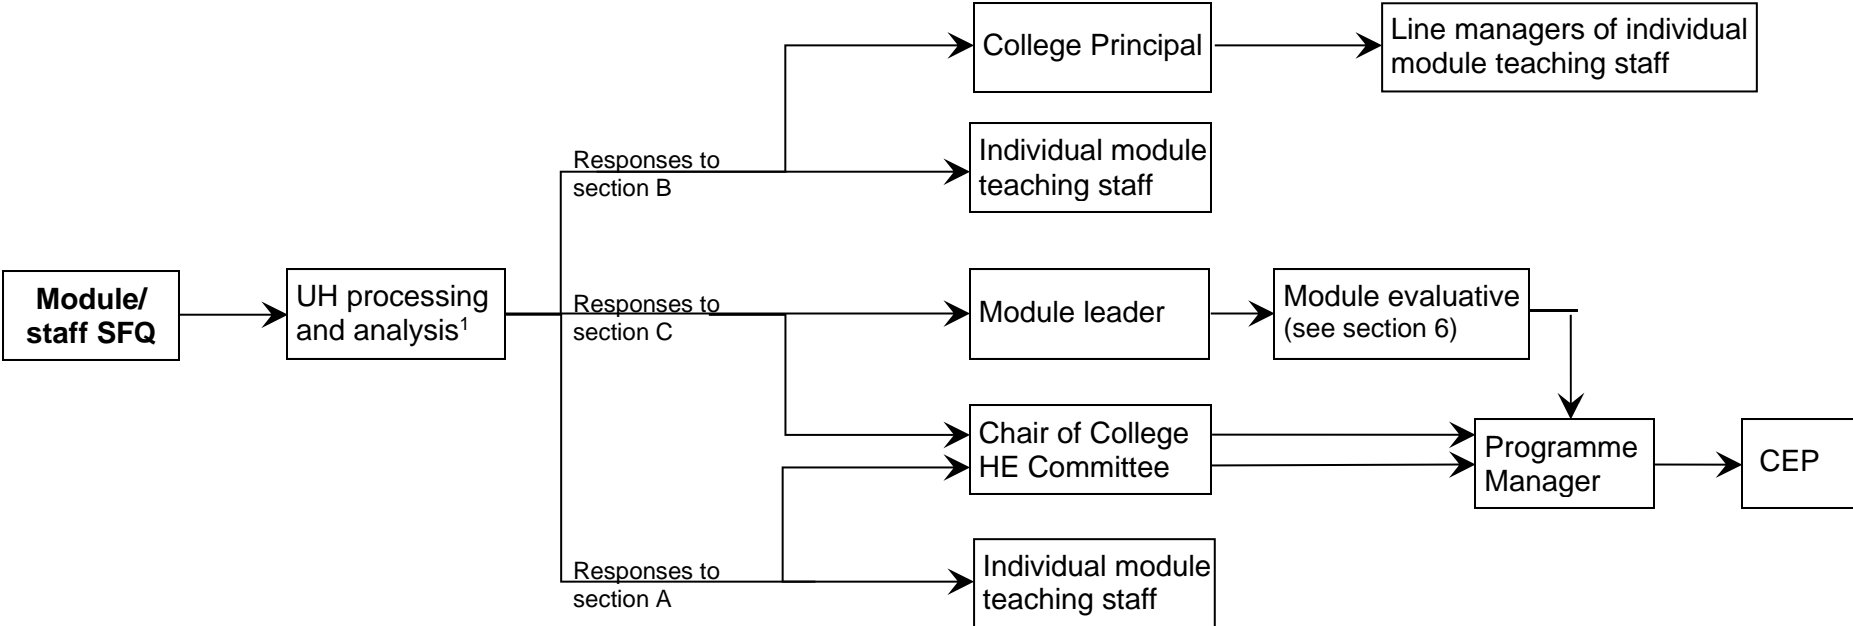 College Principal
Line managers of individual
module teaching staff
Responses to
section B
Individual module
teaching staff
Module/
staff SFQ
UH processing
and analysis¹
Responses to
section C
Module leader
Module evaluative
(see section 6)
Chair of College
HE Committee
Programme
Manager
CEP
Responses to
section A
Individual module
teaching staff